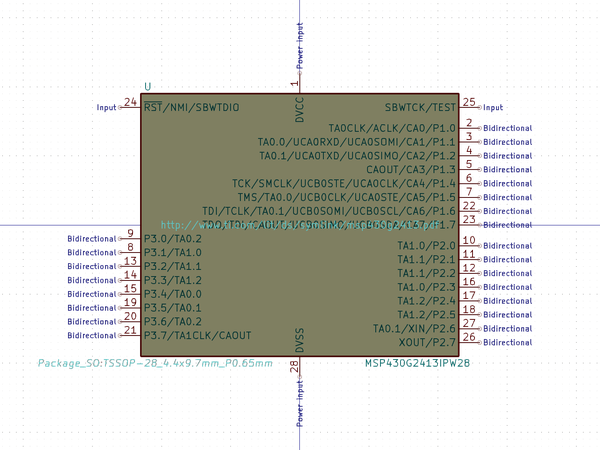 Power input
1
U
DVCC
Input 24 RST/NMI/SBWTDIO SBWTCK/TEST 25 Input
TA0CLK/ACLK/CA0/P1.0 2 Bidirectional
TA0.0/UCA0RXD/UCA0SOMI/CA1/P1.1 3 Bidirectional
TA0.1/UCA0TXD/UCA0SIMO/CA2/P1.2 4 Bidirectional
CAOUT/CA3/P1.3 5 Bidirectional
TCK/SMCLK/UCB0STE/UCA0CLK/CA4/P1.4 6 Bidirectional
TMS/TA0.0/UCB0CLK/UCA0STE/CA5/P1.5 7 Bidirectional
TDI/TCLK/TA0.1/UCB0SOMI/UCB0SCL/CA6/P1.6 22 Bidirectional
23 Bidirectional
Bidirectional 9 P3.0/TA0.2
TA1.0/P2.0 10 Bidirectional
Bidirectional 8 P3.1/TA1.0
TA1.1/P2.1 11 Bidirectional
Bidirectional 13 P3.2/TA1.1
TA1.1/P2.2 12 Bidirectional
Bidirectional 14 P3.3/TA1.2
TA1.0/P2.3 16 Bidirectional
Bidirectional 15 P3.4/TA0.0
TA1.2/P2.4 17 Bidirectional
Bidirectional 19 P3.5/TA0.1
TA1.2/P2.5 18 Bidirectional
Bidirectional 20 P3.6/TA0.2
TA0.1/XIN/P2.6 27 Bidirectional
Bidirectional 21 P3.7/TA1CLK/CAOUT
XOUT/P2.7 26 Bidirectional
DVSS
Package_SO:TSSOP-28_4.4x9.7mm_P0.65mm MSP430G2413IPW28
28
Power input